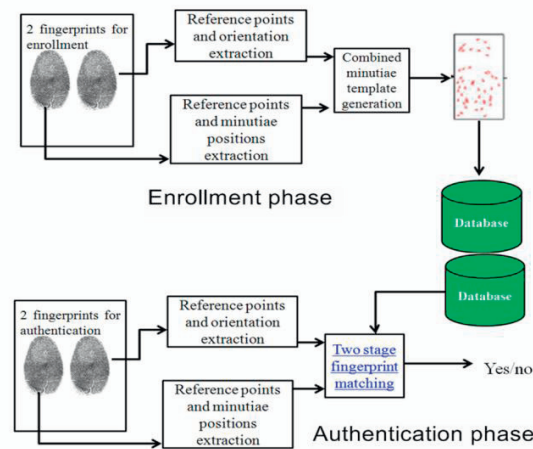 2 fingerprints for
enrollment
Reference points
and orientation
extraction
Combined
minutiae
template
generation
Reference points
and minutiae
positions
extraction
Enrollment phase
Database
Database
2 fingerprints for
authentication
Reference points
and orientation
extraction
Two stage
fingerprint
matching
Yes/no
Reference points
and minutiae
positions
extraction
Authentication phase